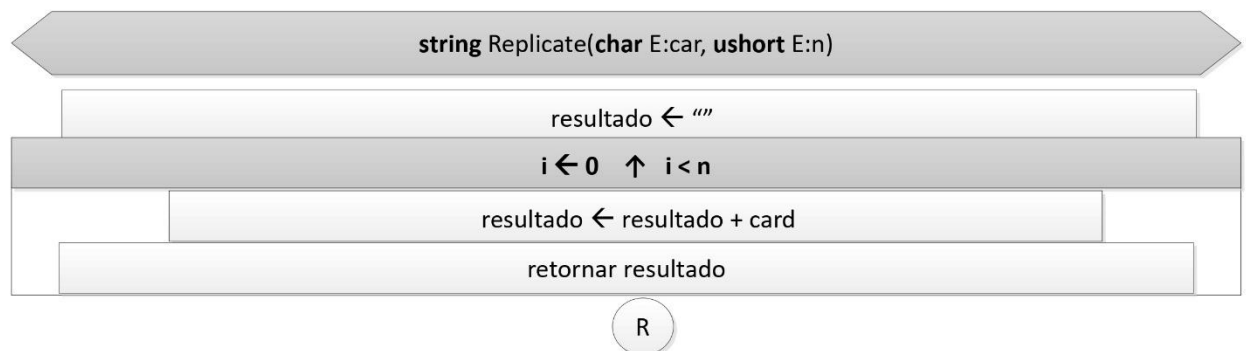 string Replicate(char E:car, ushort E:n)
resultado ← “”
i ← 0 ↑ i < n
resultado ← resultado + card
retornar resultado
R